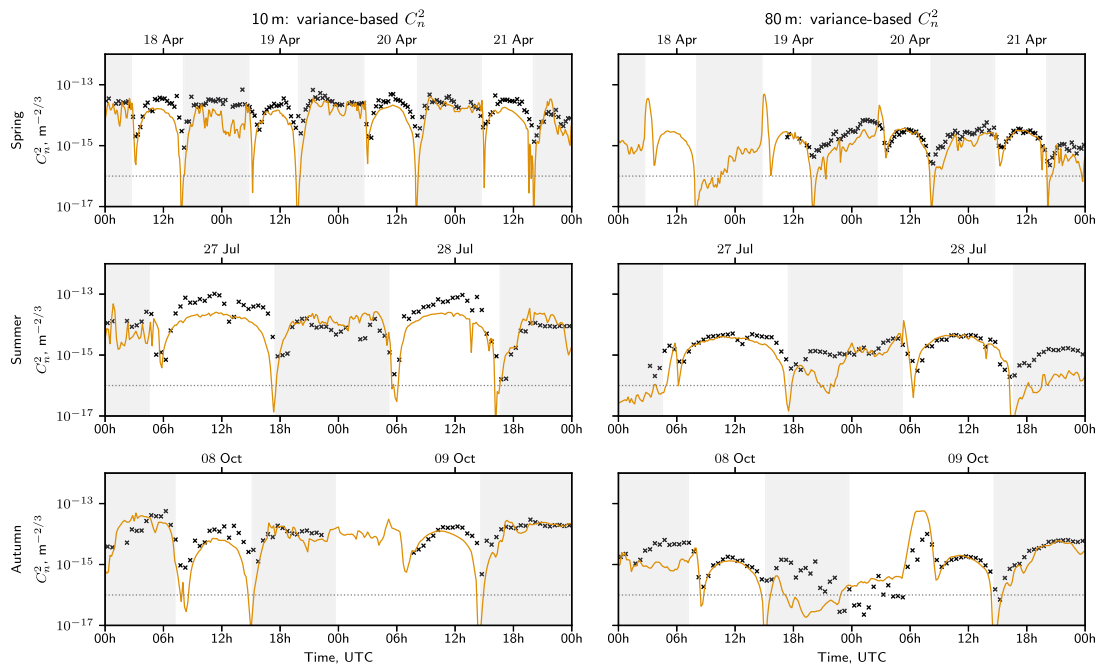 10 m: variance-based $C_n^2$
80 m: variance-based $C_n^2$
18 Apr 19 Apr 20 Apr 21 Apr
18 Apr 19 Apr 20 Apr 21 Apr
Spring
$C_n^2$, m$^{-2/3}$
10$^{-13}$
10$^{-15}$
10$^{-17}$
00h 12h 00h 12h 00h 12h 00h 12h 00h
00h 12h 00h 12h 00h 12h 00h 12h 00h
27 Jul 28 Jul
27 Jul 28 Jul
Summer
$C_n^2$, m$^{-2/3}$
10$^{-13}$
10$^{-15}$
10$^{-17}$
00h 06h 12h 18h 00h 06h 12h 18h 00h
00h 06h 12h 18h 00h 06h 12h 18h 00h
08 Oct 09 Oct
08 Oct 09 Oct
Autumn
$C_n^2$, m$^{-2/3}$
10$^{-13}$
10$^{-15}$
10$^{-17}$
00h 06h 12h 18h 00h 06h 12h 18h 00h
00h 06h 12h 18h 00h 06h 12h 18h 00h
Time, UTC
Time, UTC